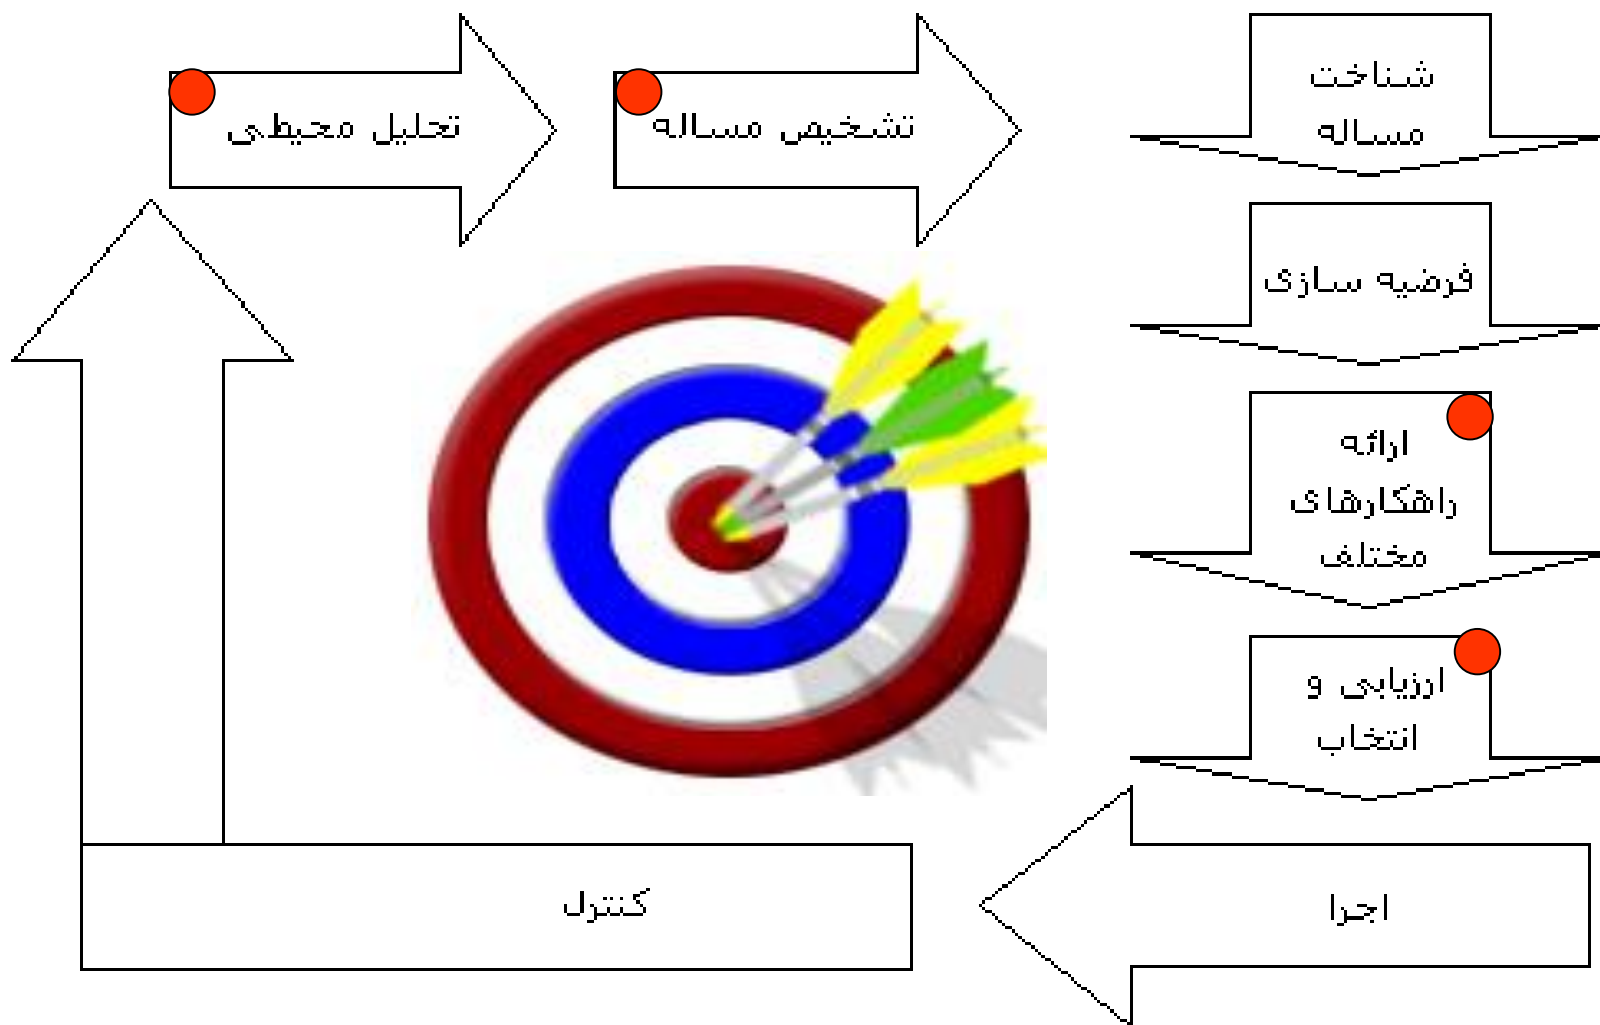 تحلیل محیطی
تشخیص مساله
شناخت
مساله
فرضیه سازی
ارائه
راهکارهای
مختلف
ارزیابی و
انتخاب
اجرا
کنترل